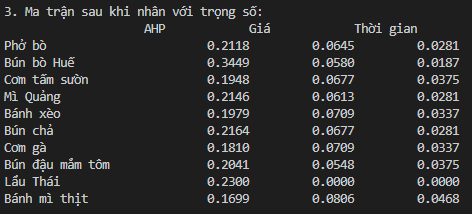 3. Ma trận sau khi nhân với trọng số:
AHP Giá Thời gian
Phở bò 0.2118 0.0645 0.0281
Bún bò Huế 0.3449 0.0580 0.0187
Cơm tấm sườn 0.1948 0.0677 0.0375
Mì Quảng 0.2146 0.0613 0.0281
Bánh xèo 0.1979 0.0709 0.0337
Bún chả 0.2164 0.0677 0.0281
Cơm gà 0.1810 0.0709 0.0337
Bún đậu mắm tôm 0.2041 0.0548 0.0375
Lẩu Thái 0.2300 0.0000 0.0000
Bánh mì thịt 0.1699 0.0806 0.0468